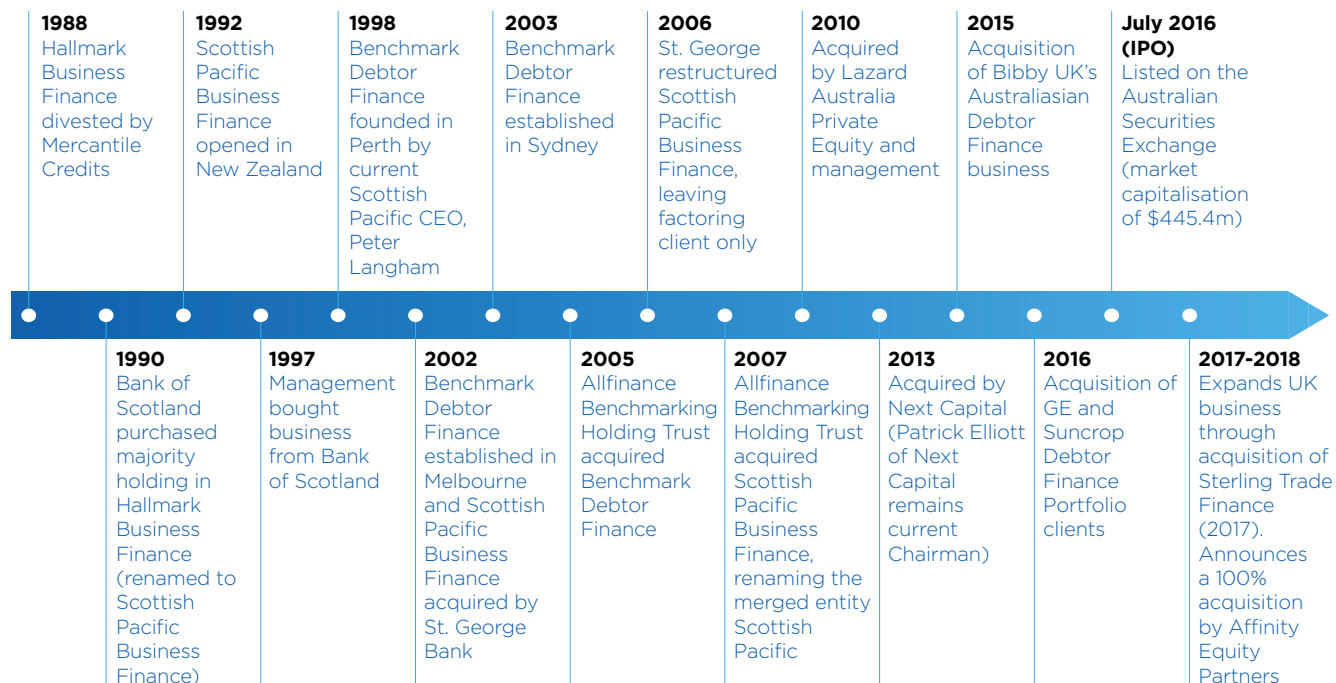 1988
Hallmark
Business
Finance
divested by
Mercantile
Credits
1992
Scottish
Pacific
Business
Finance
opened in
New Zealand
1998
Benchmark
Debtor
Finance
founded in
Perth by
current
Scottish
Pacific CEO,
Peter
Langham
2003
Benchmark
Debtor
Finance
established
in Sydney
2006
St. George
restructured
Scottish
Pacific
Business
Finance,
leaving
factoring
client only
2010
Acquired
by Lazard
Australia
Private
Equity and
management
2015
Acquisition
of Bibby UK's
Australiasian
Debtor
Finance
business
July 2016
(IPO)
Listed on the
Australian
Securities
Exchange
(market
capitalisation
of $445.4m)
1990
Bank of
Scotland
purchased
majority
holding in
Hallmark
Business
Finance
(renamed to
Scottish
Pacific
Business
Finance)
1997
Management
bought
business
from Bank
of Scotland
2002
Benchmark
Debtor
Finance
established in
Melbourne
and Scottish
Pacific
Business
Finance
acquired by
St. George
Bank
2005
Allfinance
Benchmarking
Holding Trust
acquired
Benchmark
Debtor
Finance
2007
Allfinance
Benchmarking
Holding Trust
acquired
Scottish
Pacific
Business
Finance,
renaming the
merged entity
Scottish
Pacific
2013
Acquired by
Next Capital
(Patrick Elliott
of Next
Capital
remains
current
Chairman)
2016
Acquisition of
GE and
Suncrop
Debtor
Finance
Portfolio
clients
2017-2018
Expands UK
business
through
acquisition of
Sterling Trade
Finance
(2017).
Announces
a 100%
acquisition
by Affinity
Equity
Partners